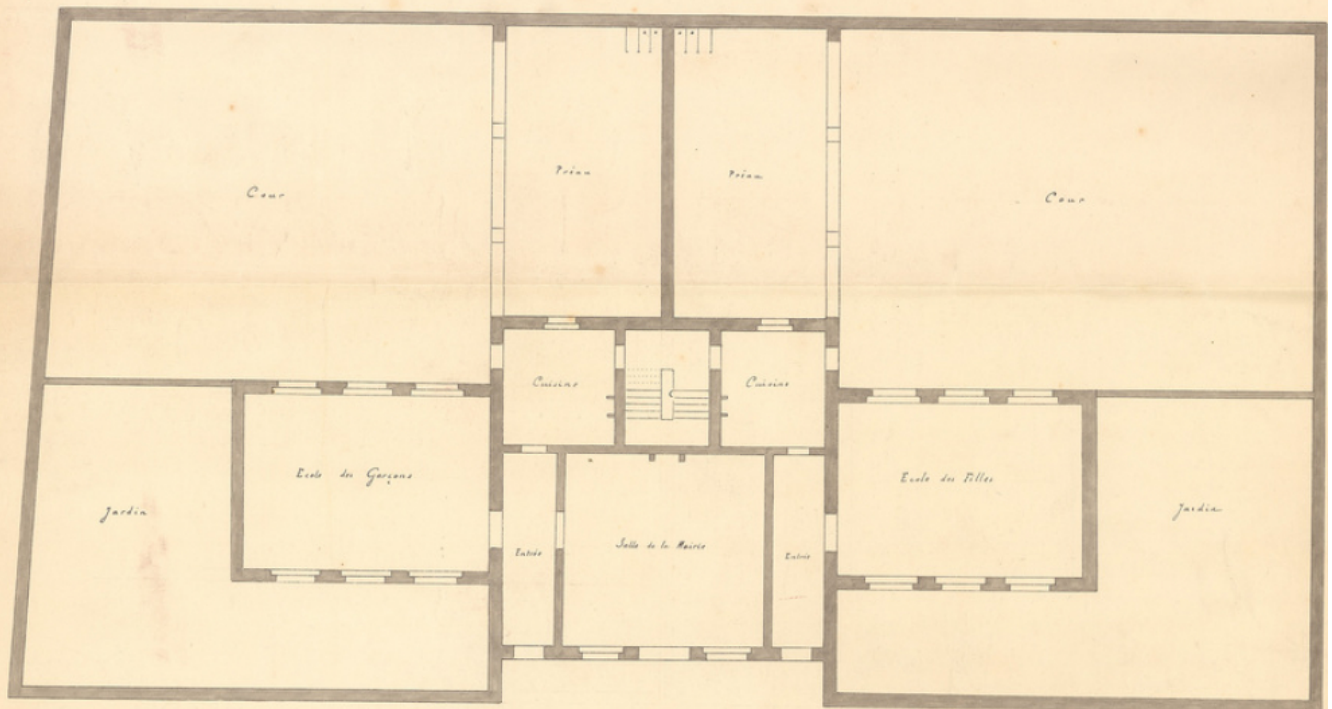 Cour
Préau
Préau
Cour
Cuisine
Cuisine
Ecole des Garçons
Ecole des Filles
Jardin
Entrée
Salle de la Mairie
Entrée
Jardin